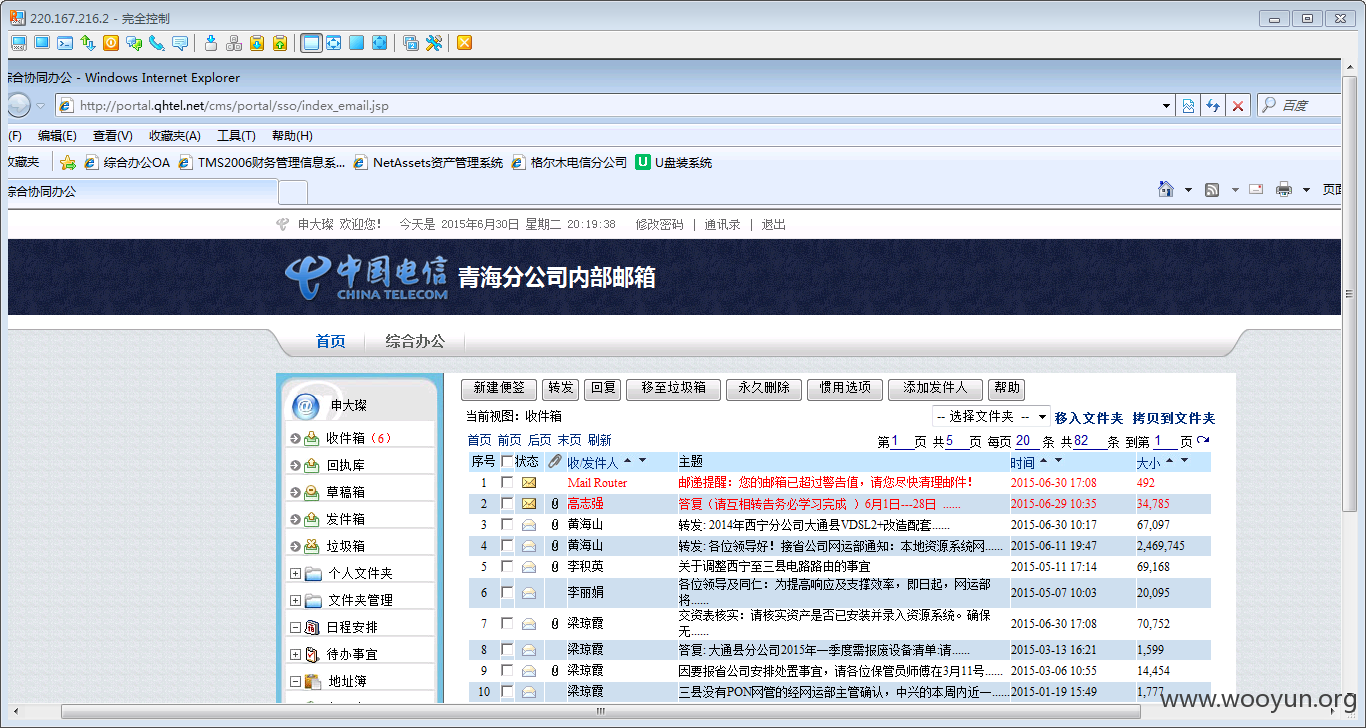 220.167.216.2 - 完全控制
综合协同办公 - Windows Internet Explorer
http://portal.qhtel.net/cms/portal/sso/index_email.jsp
百度
(F) 编辑(E) 查看(V) 收藏夹(A) 工具(T) 帮助(H)
收藏夹 综合办公OA TMS2006财务管理信息系... NetAssets资产管理系统 格尔木电信分公司 U盘装系统
综合协同办公
页面
申大璨 欢迎您! 今天是 2015年6月30日 星期二 20:19:38 修改密码 | 通讯录 | 退出
中国电信 CHINA TELECOM 青海分公司内部邮箱
首页 综合办公
申大璨
收件箱 (6)
回执库
草稿箱
发件箱
垃圾箱
个人文件夹
文件夹管理
日程安排
待办事宜
地址簿
新建便签 转发 回复 移至垃圾箱 永久删除 惯用选项 添加发件人 帮助
当前视图: 收件箱 -- 选择文件夹 -- 移入文件夹 拷贝到文件夹
首页 前页 后页 末页 刷新 第1 页 共5 页 每页 20 条 共82 条 到第 1 页
序号 状态 收/发件人 主题 时间 大小
1 Mail Router 邮递提醒: 您的邮箱已超过警告值, 请您尽快清理邮件! 2015-06-30 17:08 492
2 高志强 答复 (请互相转告务必学习完成 ) 6月1日---28日 ...... 2015-06-29 10:35 34,785
3 黄海山 转发: 2014年西宁分公司大通县VDSL2+改造配套...... 2015-06-30 10:17 67,097
4 黄海山 转发: 各位领导好! 接省公司网运部通知: 本地资源系统网...... 2015-06-11 19:47 2,469,745
5 李积英 关于调整西宁至三县电路路由的事宜 2015-05-11 17:14 69,168
6 李丽娟 各位领导及同仁: 为提高响应及支撑效率, 即日起, 网运部将...... 2015-05-07 10:03 20,095
7 梁琼霞 交资表核实: 请核实资产是否已安装并录入资源系统。确保无...... 2015-06-30 17:08 70,752
8 梁琼霞 答复: 大通县分公司2015年一季度需报废设备清单:请...... 2015-03-13 16:21 1,599
9 梁琼霞 因要报省公司安排处置事宜, 请各位保管员师傅在3月11号...... 2015-03-06 10:55 14,454
10 梁琼霞 三县没有PON网管的经网运部主管确认, 中兴的本周内近一...... 2015-01-19 15:49 1,777
www.wooyun.org